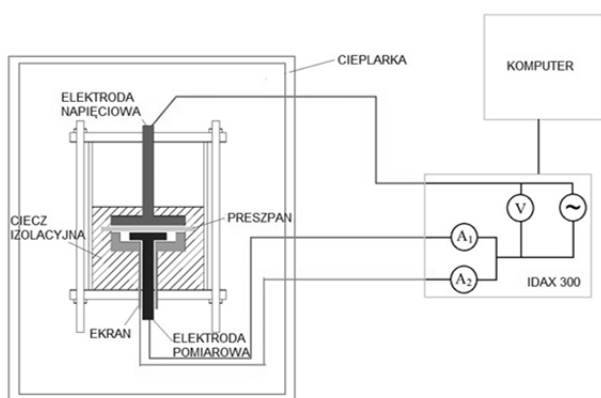 CIEPLARKA
KOMPUTER
ELEKTRODA
NAPIĘCIOWA
CIECZ
IZOLACYJNA
PRESZPAN
V
~
A1
A2
IDAX 300
EKRAN
ELEKTRODA
POMIAROWA